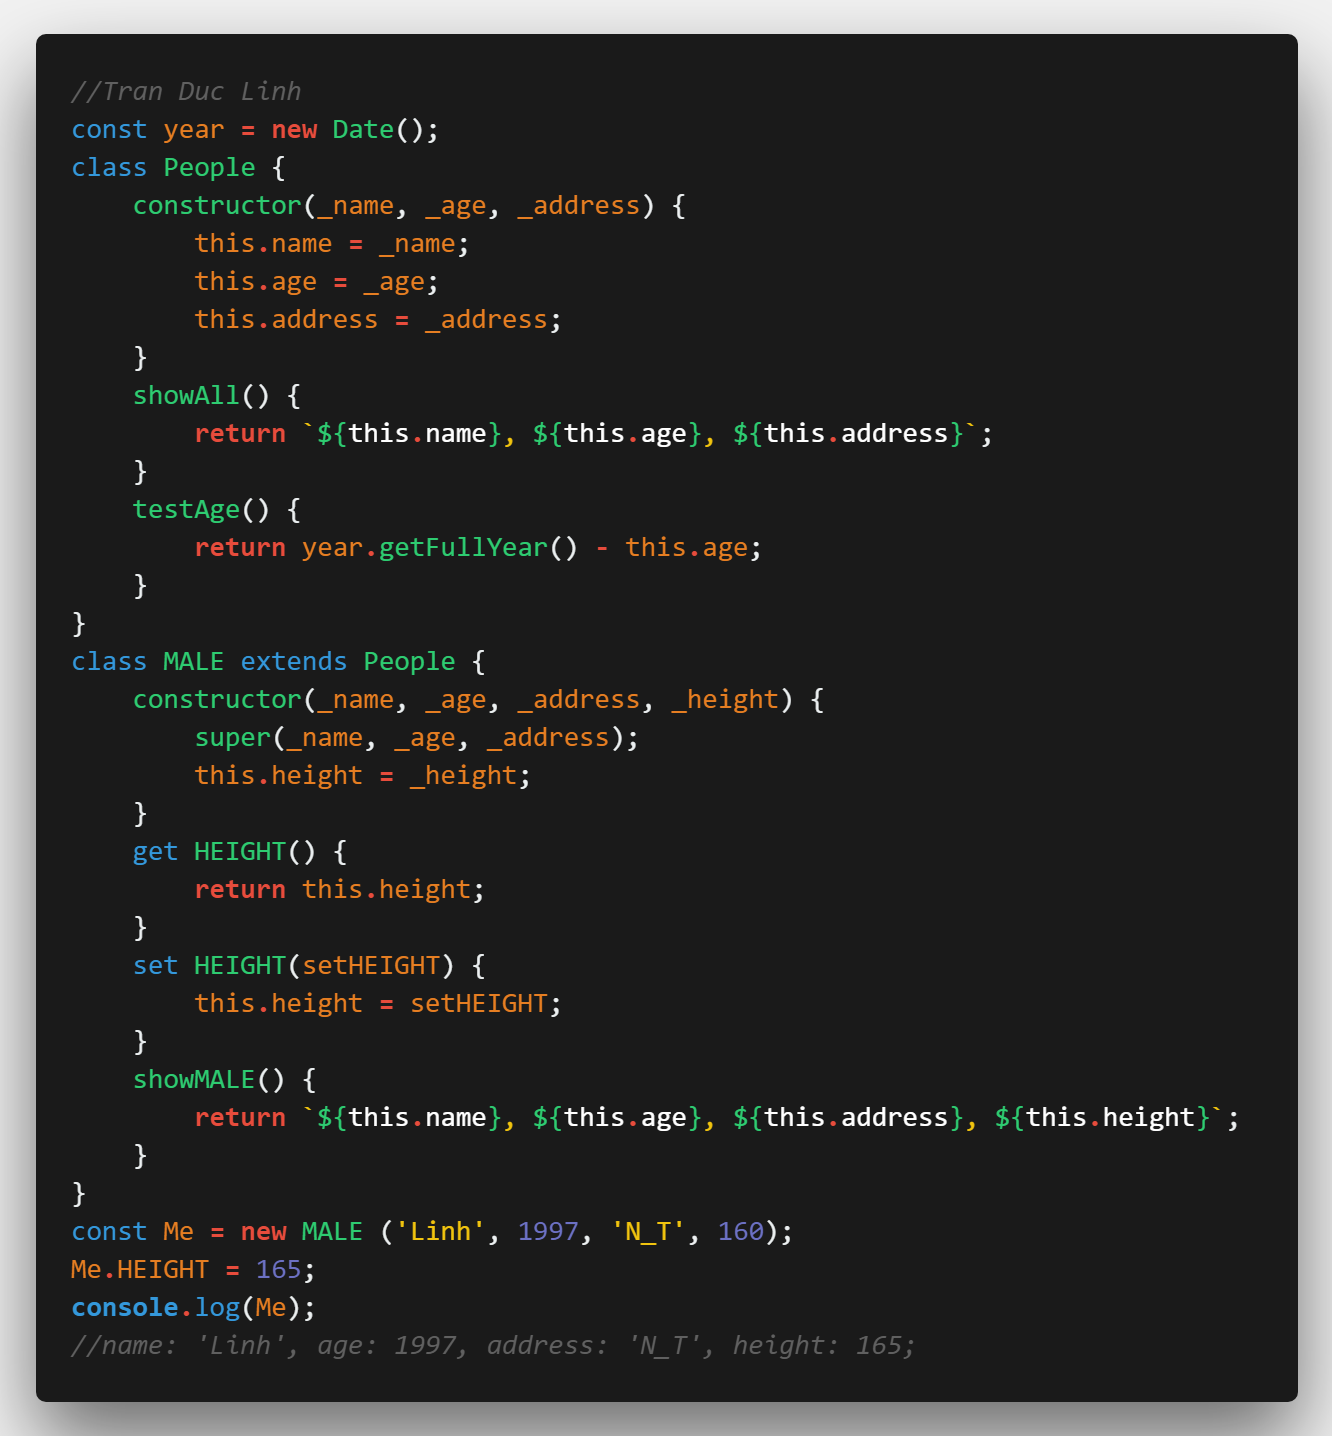 //Tran Duc Linh
const year = new Date();
class People {
    constructor(_name, _age, _address) {
        this.name = _name;
        this.age = _age;
        this.address = _address;
    }
    showAll() {
        return `${this.name}, ${this.age}, ${this.address}`;
    }
    testAge() {
        return year.getFullYear() - this.age;
    }
}
class MALE extends People {
    constructor(_name, _age, _address, _height) {
        super(_name, _age, _address);
        this.height = _height;
    }
    get HEIGHT() {
        return this.height;
    }
    set HEIGHT(setHEIGHT) {
        this.height = setHEIGHT;
    }
    showMALE() {
        return `${this.name}, ${this.age}, ${this.address}, ${this.height}`;
    }
}
const Me = new MALE ('Linh', 1997, 'N_T', 160);
Me.HEIGHT = 165;
console.log(Me);
//name: 'Linh', age: 1997, address: 'N_T', height: 165;